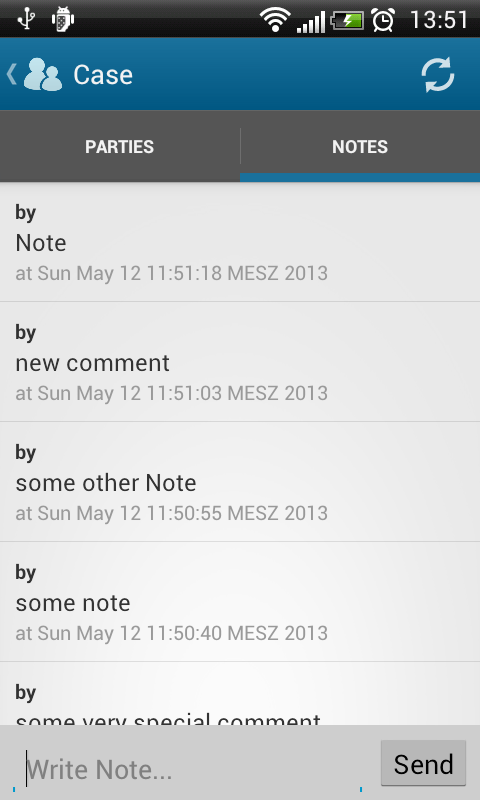 13:51
Case
PARTIES
NOTES
by
Note
at Sun May 12 11:51:18 MESZ 2013
by
new comment
at Sun May 12 11:51:03 MESZ 2013
by
some other Note
at Sun May 12 11:50:55 MESZ 2013
by
some note
at Sun May 12 11:50:40 MESZ 2013
by
some very special comment
Write Note...
Send